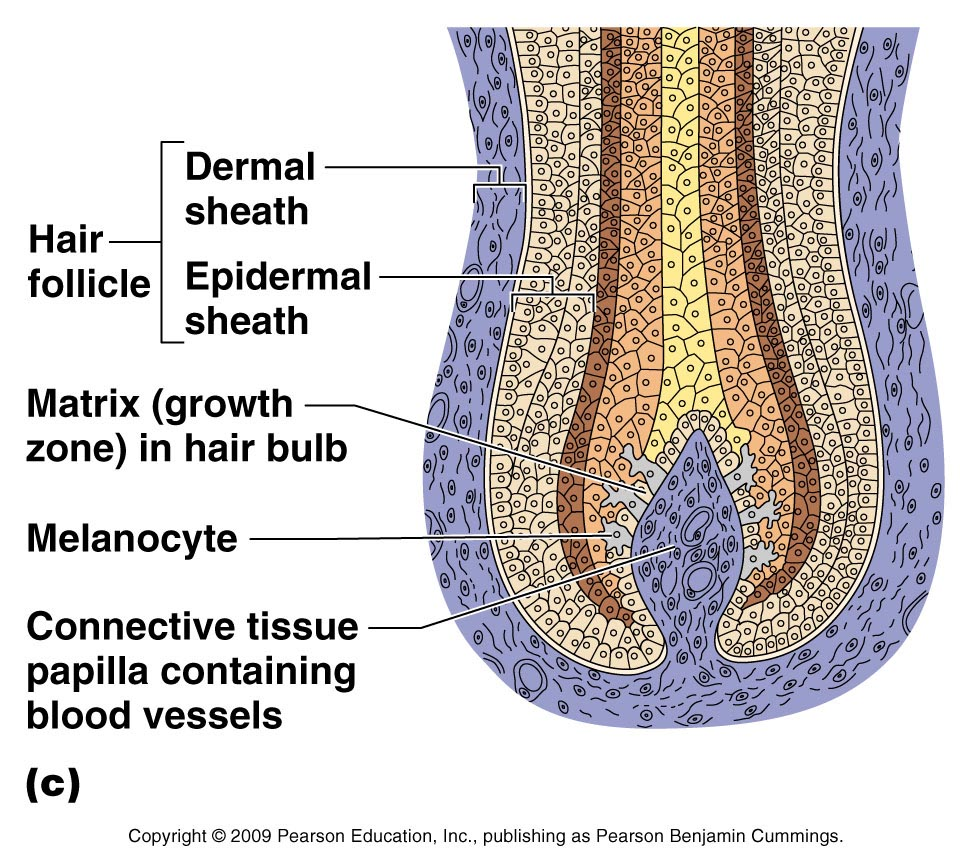 Hair
follicle
Dermal
sheath
Epidermal
sheath
Matrix (growth
zone) in hair bulb
Melanocyte
Connective tissue
papilla containing
blood vessels
(c)
Copyright © 2009 Pearson Education, Inc., publishing as Pearson Benjamin Cummings.